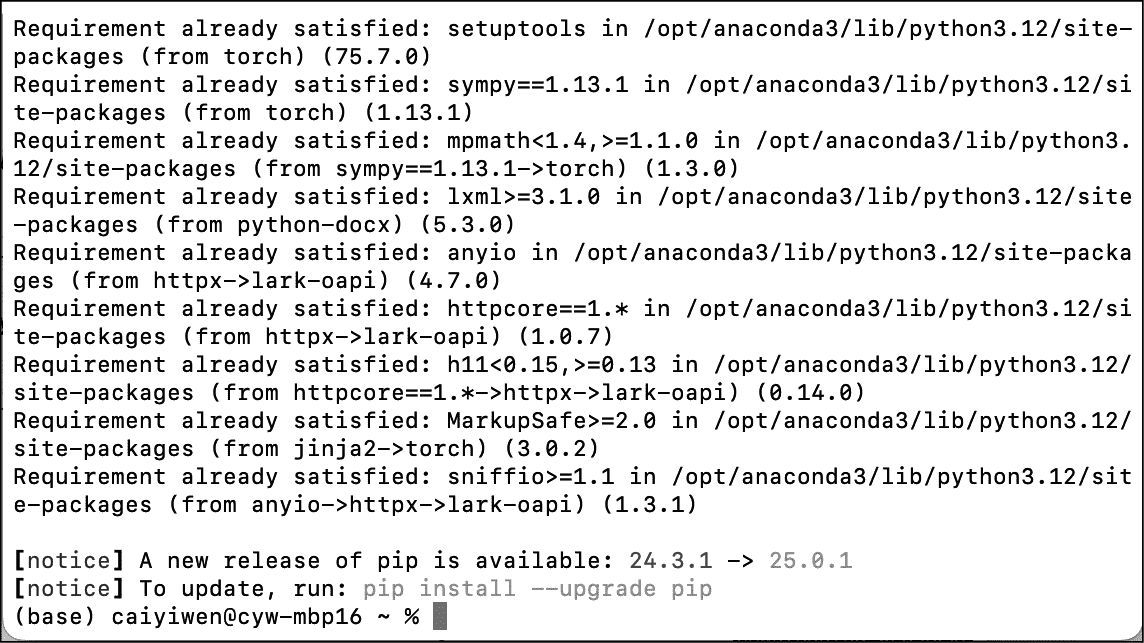 Requirement already satisfied: setuptools in /opt/anaconda3/lib/python3.12/site-
packages (from torch) (75.7.0)
Requirement already satisfied: sympy==1.13.1 in /opt/anaconda3/lib/python3.12/si
te-packages (from torch) (1.13.1)
Requirement already satisfied: mpmath<1.4,>=1.1.0 in /opt/anaconda3/lib/python3.
12/site-packages (from sympy==1.13.1->torch) (1.3.0)
Requirement already satisfied: lxml>=3.1.0 in /opt/anaconda3/lib/python3.12/site
-packages (from python-docx) (5.3.0)
Requirement already satisfied: anyio in /opt/anaconda3/lib/python3.12/site-packa
ges (from httpx->lark-oapi) (4.7.0)
Requirement already satisfied: httpcore==1.* in /opt/anaconda3/lib/python3.12/si
te-packages (from httpx->lark-oapi) (1.0.7)
Requirement already satisfied: h11<0.15,>=0.13 in /opt/anaconda3/lib/python3.12/
site-packages (from httpcore==1.*->httpx->lark-oapi) (0.14.0)
Requirement already satisfied: MarkupSafe>=2.0 in /opt/anaconda3/lib/python3.12/
site-packages (from jinja2->torch) (3.0.2)
Requirement already satisfied: sniffio>=1.1 in /opt/anaconda3/lib/python3.12/sit
e-packages (from anyio->httpx->lark-oapi) (1.3.1)
[notice] A new release of pip is available: 24.3.1 -> 25.0.1
[notice] To update, run: pip install --upgrade pip
(base) caiyiwen@cyw-mbp16 ~ %